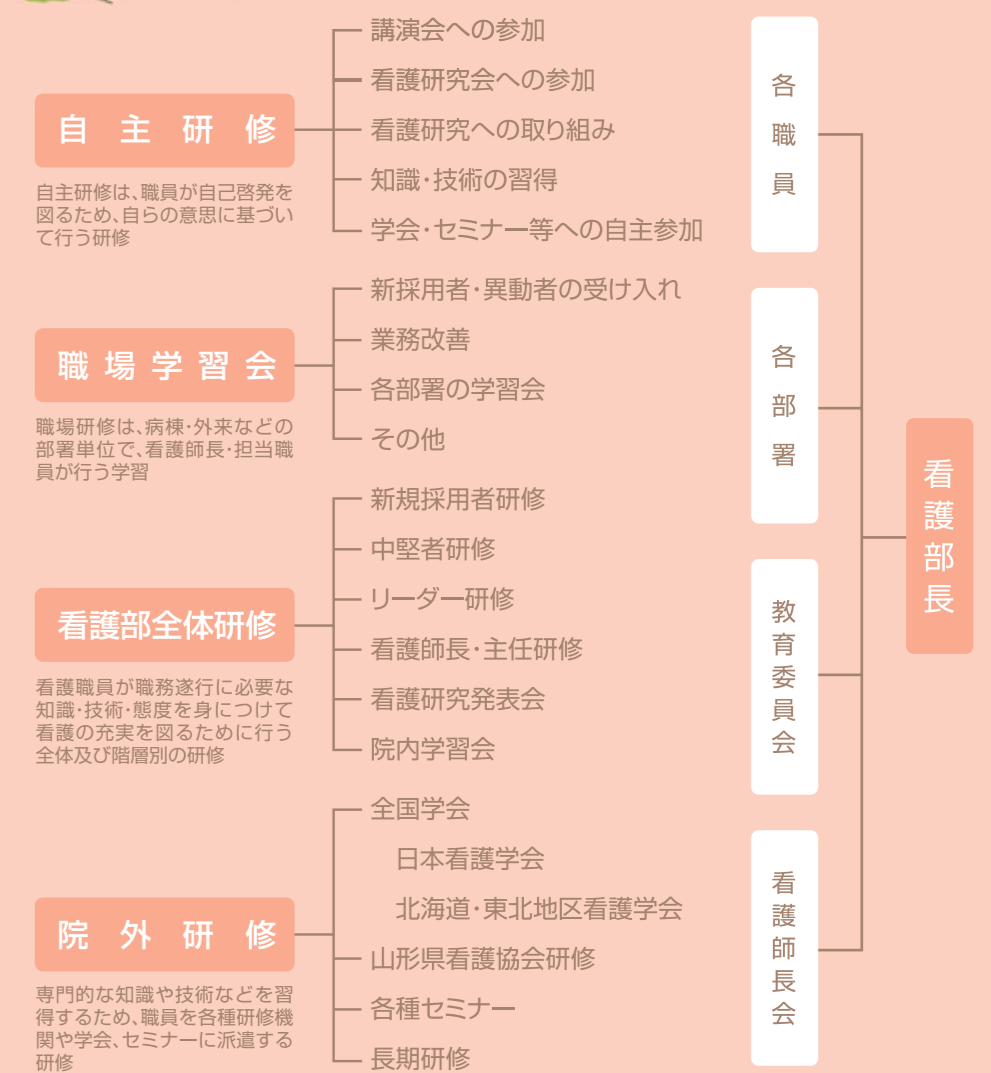 自主研修
自主研修は、職員が自己啓発を
図るため、自らの意思に基づい
て行う研修
講演会への参加
看護研究会への参加
看護研究への取り組み
知識・技術の習得
学会・セミナー等への自主参加
職場学習会
職場研修は、病棟・外来などの
部署単位で、看護師長・担当職
員が行う学習
新採用者・異動者の受け入れ
業務改善
各部署の学習会
その他
看護部全体研修
看護職員が職務遂行に必要な
知識・技術・態度を身につけて
看護の充実を図るために行う
全体及び階層別の研修
新規採用者研修
中堅者研修
リーダー研修
看護師長・主任研修
看護研究発表会
院内学習会
院外研修
専門的な知識や技術などを習
得するため、職員を各種研修機
関や学会、セミナーに派遣する
研修
全国学会
日本看護学会
北海道・東北地区看護学会
山形県看護協会研修
各種セミナー
長期研修
各職員
各部署
教育委員会
看護師長会
看護部長